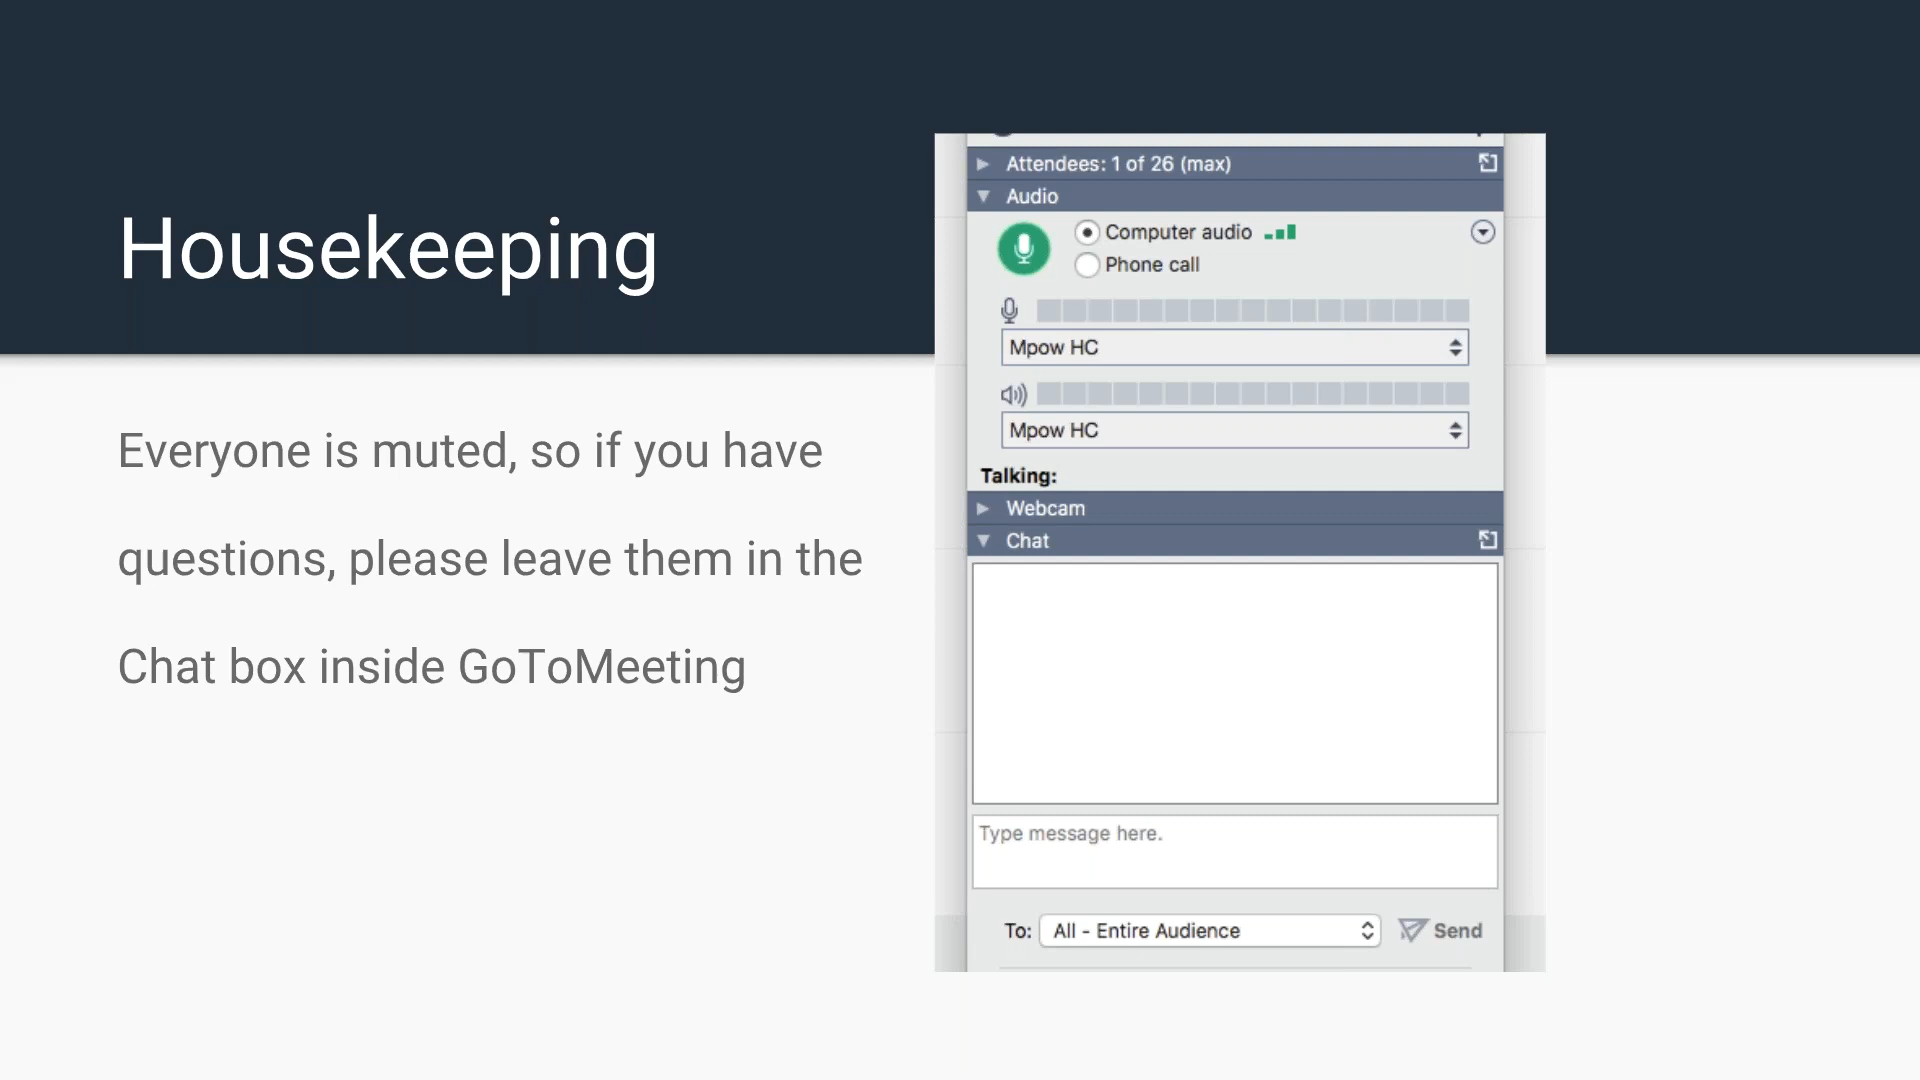 Housekeeping
Everyone is muted, so if you have
questions, please leave them in the
Chat box inside GoToMeeting
Attendees: 1 of 26 (max)
Audio
Computer audio
Phone call
Mpow HC
Mpow HC
Talking:
Webcam
Chat
Type message here.
To: All - Entire Audience Send